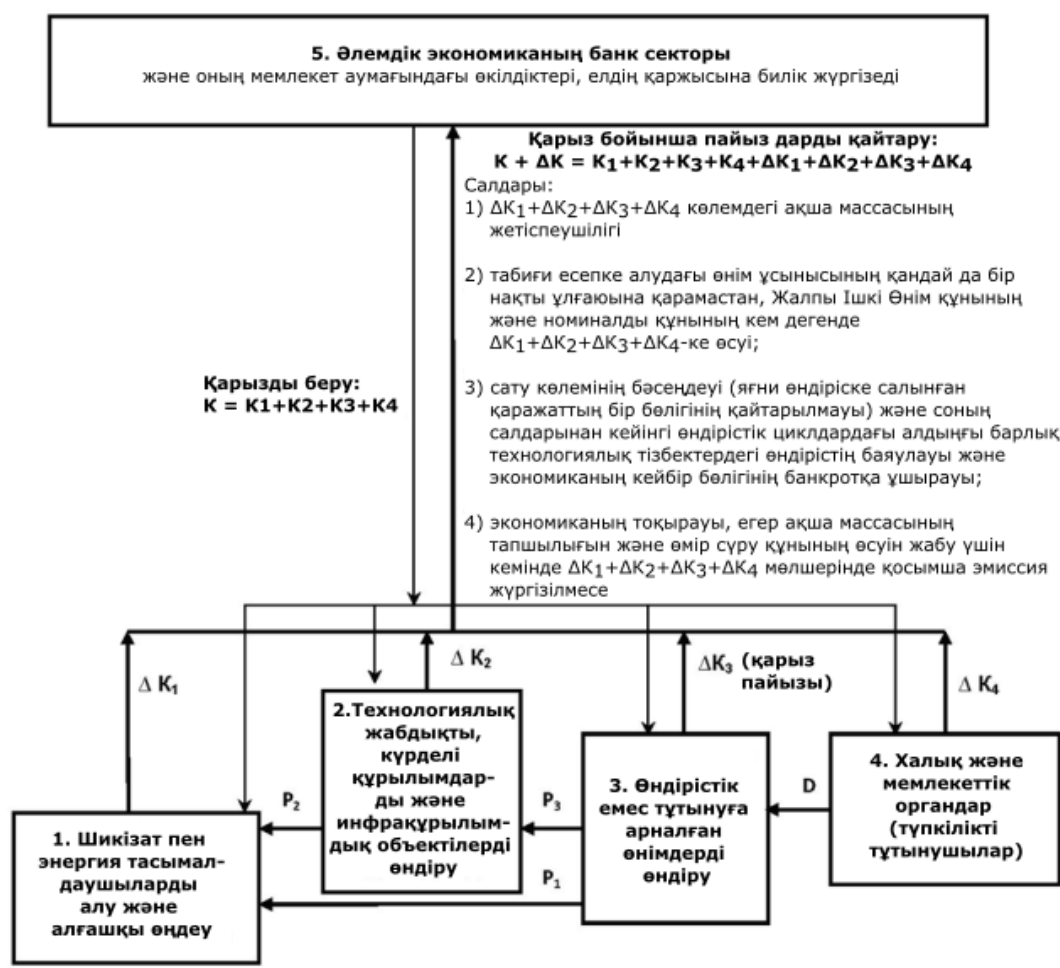 5. Әлемдік экономиканың банк секторы
және оның мемлекет аумағындағы өкілдіктері, елдің қаржысына билік жүргізеді
Қарыз бойынша пайыз дарды қайтару:
K + ΔK = K1+K2+K3+K4+ΔK1+ΔK2+ΔK3+ΔK4
Салдары:
1) ΔK1+ΔK2+ΔK3+ΔK4 көлемдегі ақша массасының
жетіспеушілігі
2) табиғи есепке алудағы өнім ұсынысының қандай да бір
нақты ұлғаюына қарамастан, Жалпы Ішкі Өнім құнының
және номиналды құнының кем дегенде
ΔK1+ΔK2+ΔK3+ΔK4-ке өсуі;
Қарызды беру:
K = K1+K2+K3+K4
3) сату көлемінің бәсеңдеуі (яғни өндіріске салынған
қаражаттың бір бөлігінің қайтарылмауы) және соның
салдарынан кейінгі өндірістік циклдардағы алдыңғы барлық
технологиялық тізбектердегі өндірістің баяулауы және
экономиканың кейбір бөлігінің банкротқа ұшырауы;
4) экономиканың тоқырауы, егер ақша массасының
тапшылығын және өмір сүру құнының өсуін жабу үшін
кемінде ΔK1+ΔK2+ΔK3+ΔK4 мөлшерінде қосымша эмиссия
жүргізілмесе
Δ K1
Δ K2
ΔK3 (қарыз
пайызы)
Δ K4
1. Шикізат пен
энергия тасымал-
даушыларды
алу және
алғашқы өңдеу
P2
2.Технологиялық
жабдықты,
күрделі
құрылымдар-
ды және
инфрақұрылым-
дық объектілерді
өндіру
P3
P1
3. Өндірістік
емес тұтынуға
арналған
өнімдерді
өндіру
D
4. Халық және
мемлекеттік
органдар
(түпкілікті
тұтынушылар)